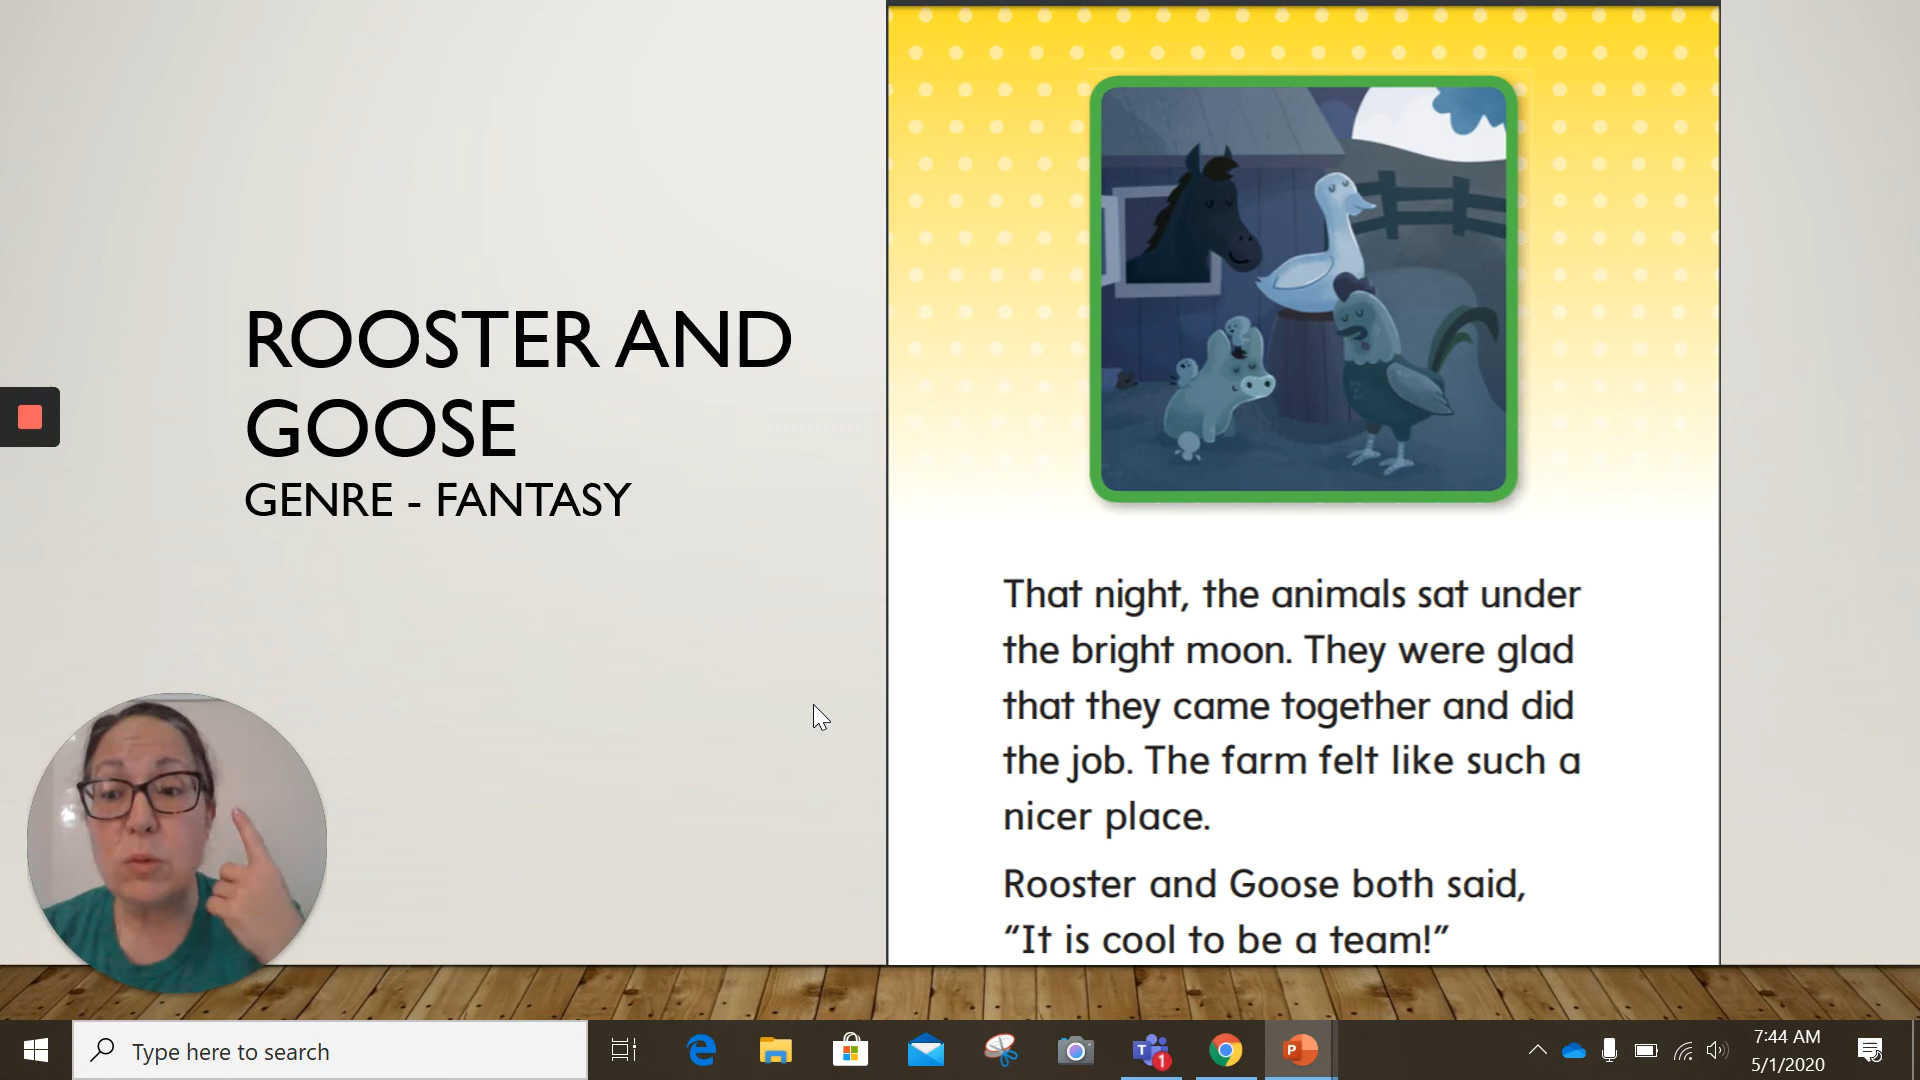 ROOSTER AND
GOOSE
GENRE - FANTASY
That night, the animals sat under
the bright moon. They were glad
that they came together and did
the job. The farm felt like such a
nicer place.
Rooster and Goose both said,
“It is cool to be a team!”
Type here to search
T
1
P
7:44 AM
5/1/2020